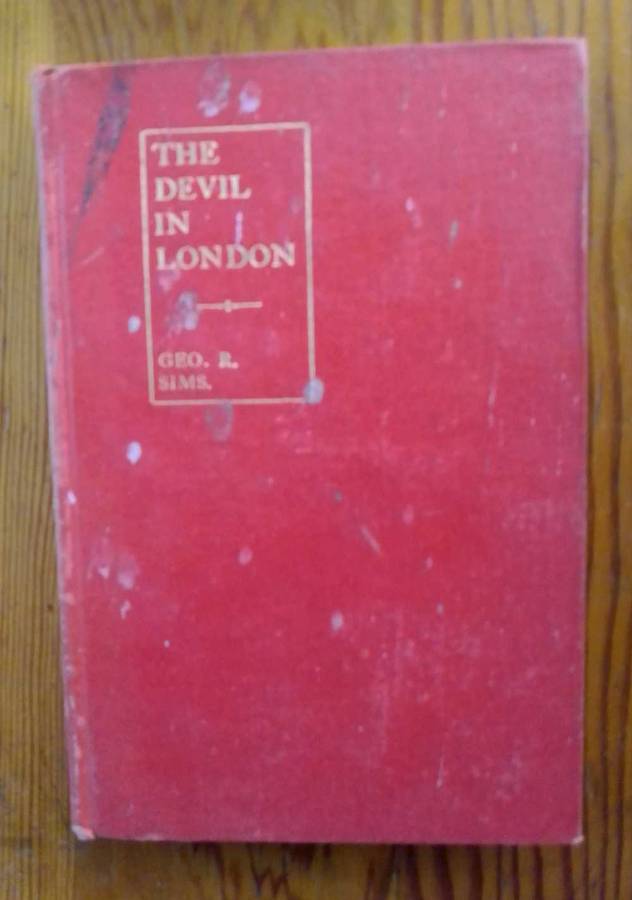 THE
DEVIL
IN
LONDON
GEO. R.
SIMS.